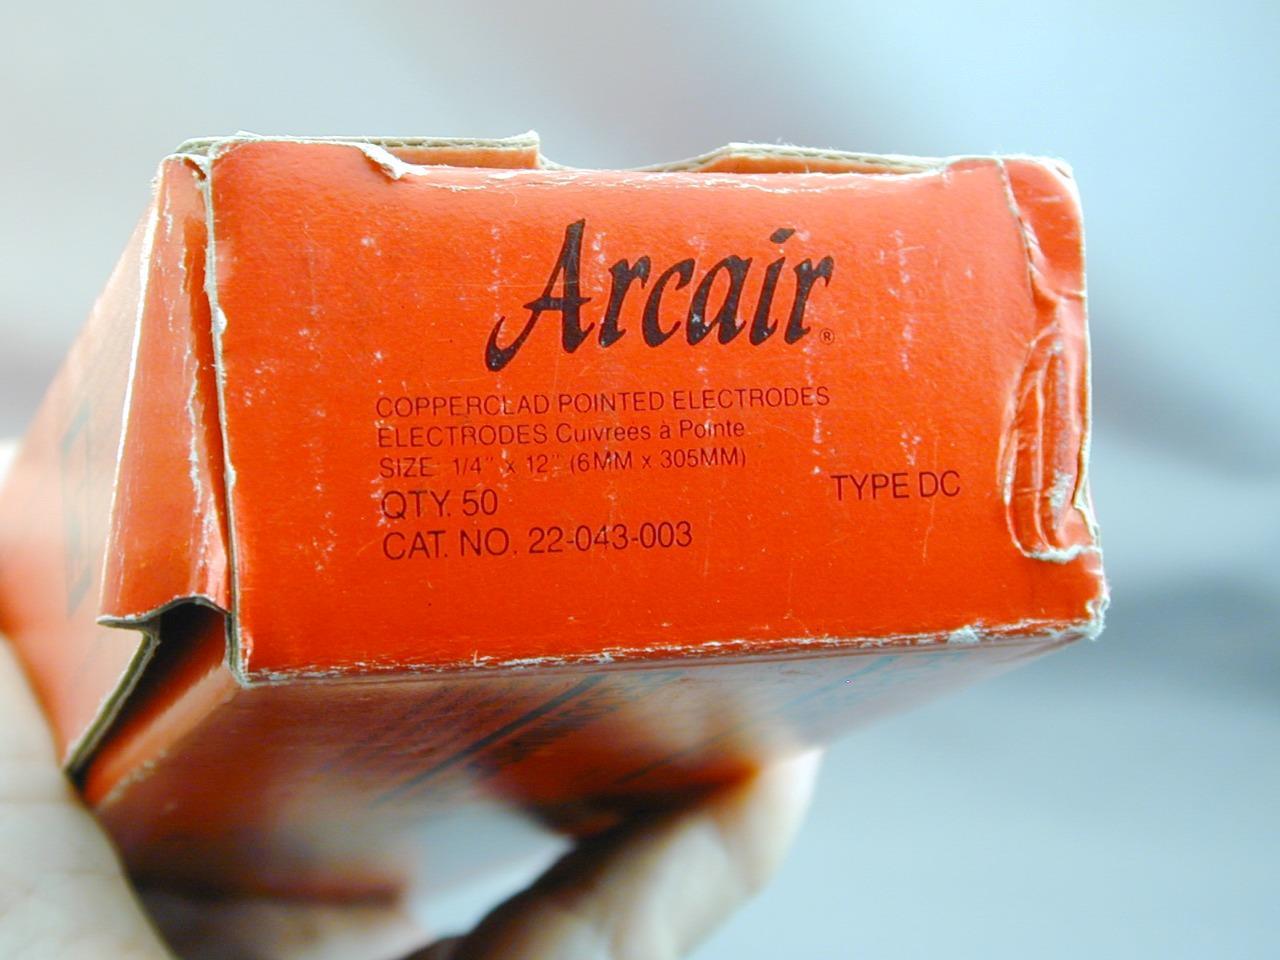 Arcair®
COPPERCLAD POINTED ELECTRODES
ELECTRODES Cuivrees à Pointe
SIZE 1/4" x 12" (6MM x 305MM)
QTY. 50
TYPE DC
CAT. NO. 22-043-003